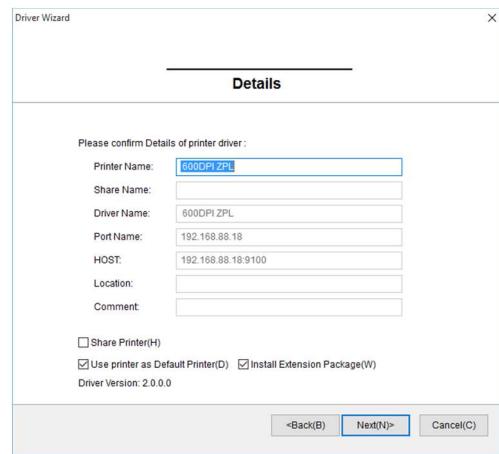 Driver Wizard
Details
Please confirm Details of printer driver :
Printer Name: 600DPI ZPL
Share Name:
Driver Name: 600DPI ZPL
Port Name: 192.168.88.18
HOST: 192.168.88.18:9100
Location:
Comment:
Share Printer(H)
Use printer as Default Printer(D) Install Extension Package(W)
Driver Version: 2.0.0.0
<Back(B) Next(N)> Cancel(C)